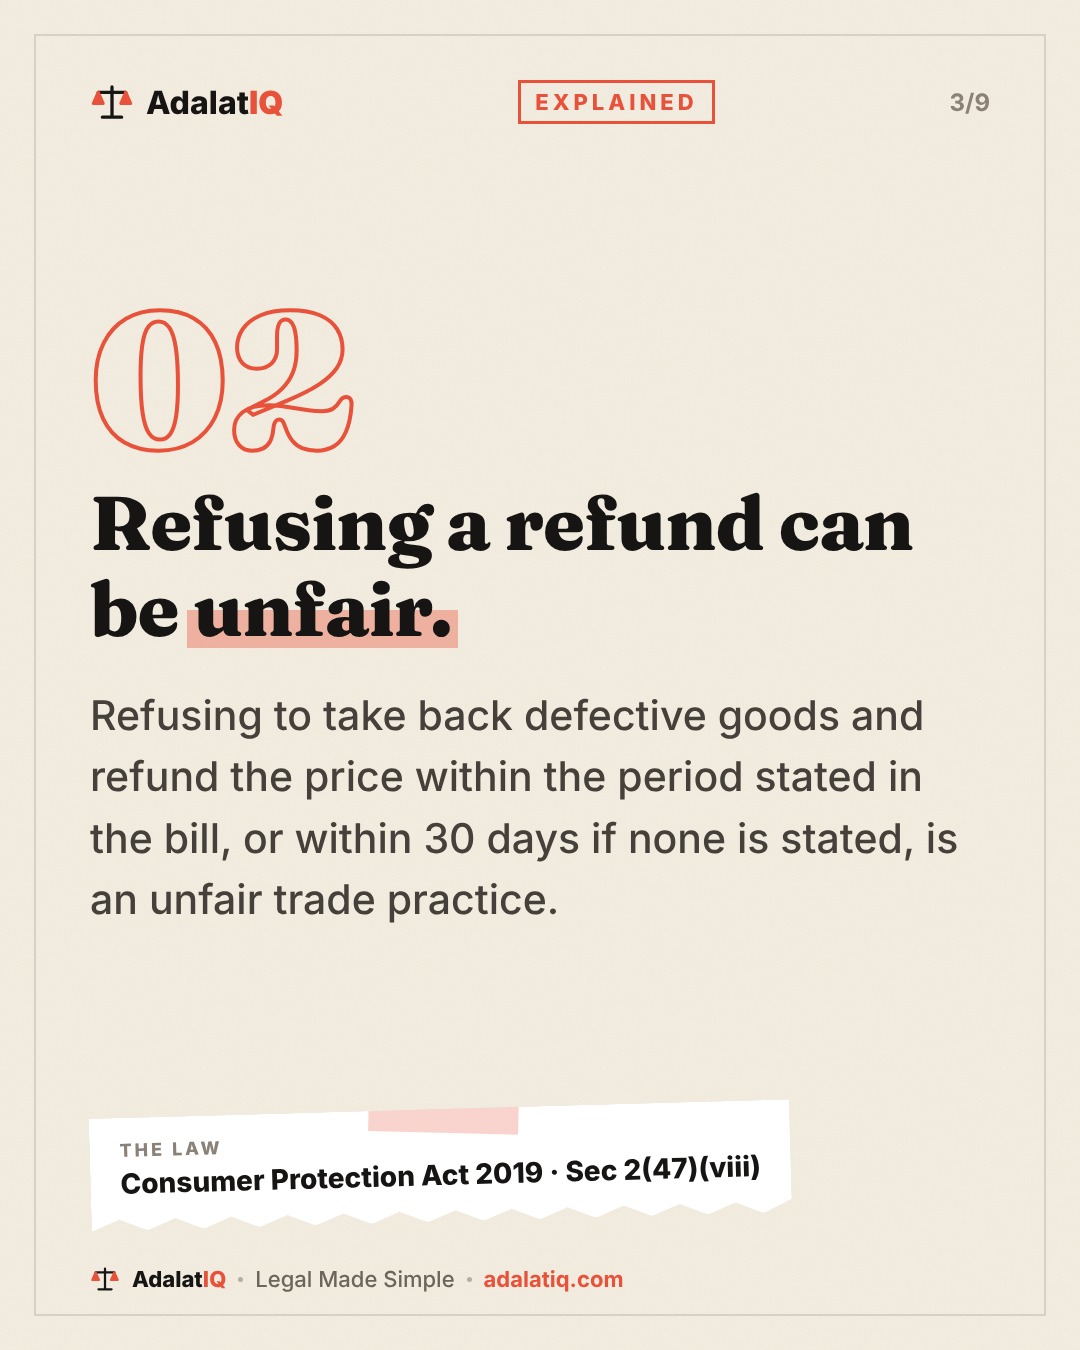 AdalatIQ
EXPLAINED
3/9
02
Refusing a refund can
be unfair.
Refusing to take back defective goods and
refund the price within the period stated in
the bill, or within 30 days if none is stated, is
an unfair trade practice.
THE LAW
Consumer Protection Act 2019 · Sec 2(47)(viii)
AdalatIQ • Legal Made Simple • adalatiq.com